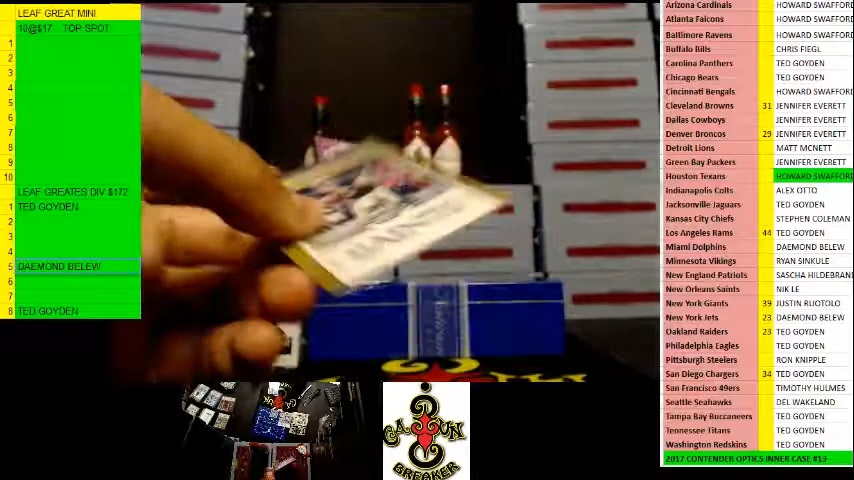 LEAF GREAT MINI
10@$17 TOP SPOT
1
2
3
4
5
6
7
8
9
10
LEAF GREATES DIV $172
1 TED GOYDEN
2
3
4
5 DAEMOND BELEW
6
7
8 TED GOYDEN
CAJUN
BREAKER
Arizona Cardinals HOWARD SWAFFORD
Atlanta Falcons HOWARD SWAFFORD
Baltimore Ravens HOWARD SWAFFORD
Buffalo Bills CHRIS FIEGL
Carolina Panthers TED GOYDEN
Chicago Bears TED GOYDEN
Cincinnati Bengals HOWARD SWAFFORD
Cleveland Browns 31 JENNIFER EVERETT
Dallas Cowboys JENNIFER EVERETT
Denver Broncos 29 JENNIFER EVERETT
Detroit Lions MATT MCNETT
Green Bay Packers JENNIFER EVERETT
Houston Texans HOWARD SWAFFORD
Indianapolis Colts ALEX OTTO
Jacksonville Jaguars TED GOYDEN
Kansas City Chiefs STEPHEN COLEMAN
Los Angeles Rams 44 TED GOYDEN
Miami Dolphins DAEMOND BELEW
Minnesota Vikings RYAN SINKULE
New England Patriots SASCHA HILDEBRAN
New Orleans Saints NIK LE
New York Giants 39 JUSTIN RUOTOLO
New York Jets 23 DAEMOND BELEW
Oakland Raiders 23 TED GOYDEN
Philadelphia Eagles TED GOYDEN
Pittsburgh Steelers RON KNIPPLE
San Diego Chargers 34 TED GOYDEN
San Francisco 49ers TIMOTHY HULMES
Seattle Seahawks DEL WAKELAND
Tampa Bay Buccaneers TED GOYDEN
Tennessee Titans TED GOYDEN
Washington Redskins TED GOYDEN
2017 CONTENDER OPTICS INNER CASE #13